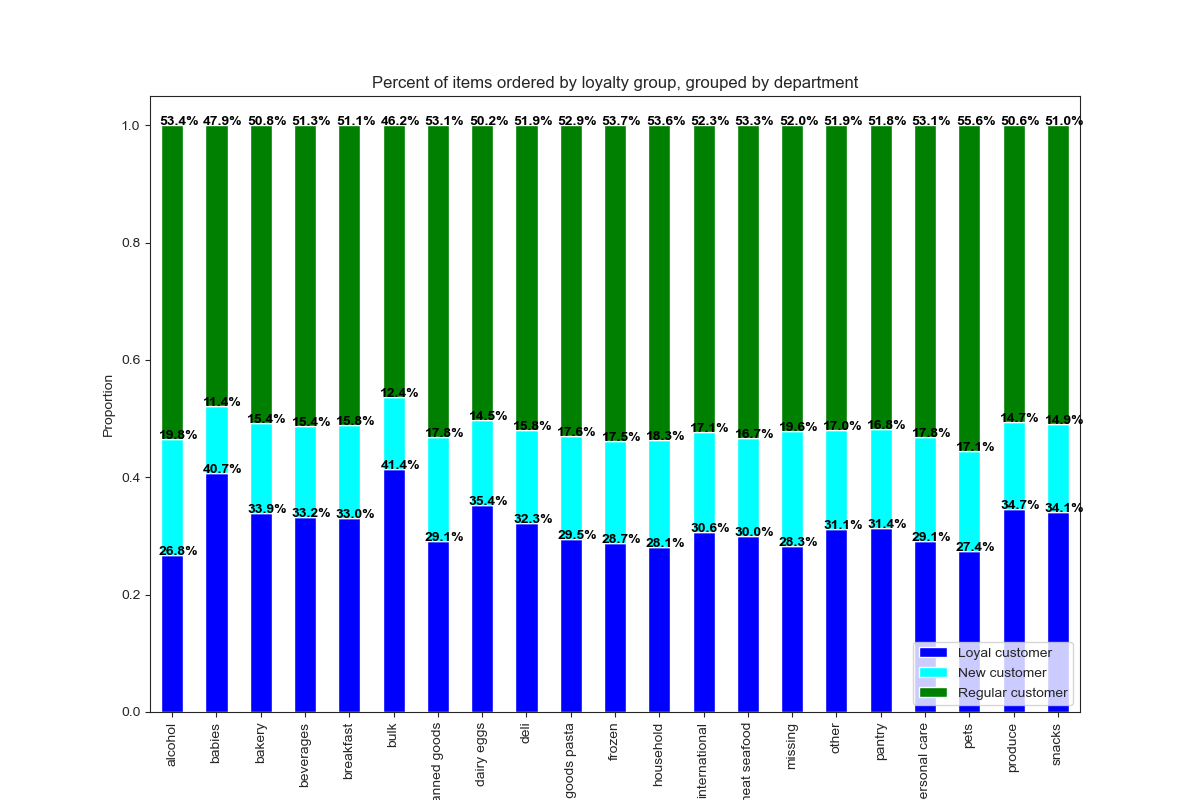 Percent of items ordered by loyalty group, grouped by department
53.4% 47.9% 50.8% 51.3% 51.1% 46.2% 53.1% 50.2% 51.9% 52.9% 53.7% 53.6% 52.3% 53.3% 52.0% 51.9% 51.8% 53.1% 55.6% 50.6% 51.0%
19.8% 11.4% 15.4% 15.4% 15.8% 12.4% 17.8% 14.5% 15.8% 17.6% 17.5% 18.3% 17.1% 16.7% 19.6% 17.0% 16.8% 17.8% 17.1% 14.7% 14.9%
26.8% 40.7% 33.9% 33.2% 33.0% 41.4% 29.1% 35.4% 32.3% 29.5% 28.7% 28.1% 30.6% 30.0% 28.3% 31.1% 31.4% 29.1% 27.4% 34.7% 34.1%
1.0
0.8
0.6
0.4
0.2
0.0
Proportion
Loyal customer
New customer
Regular customer
alcohol
babies
bakery
beverages
breakfast
bulk
anned goods
dairy eggs
deli
goods pasta
frozen
household
international
neat seafood
missing
other
pantry
ersonal care
pets
produce
snacks